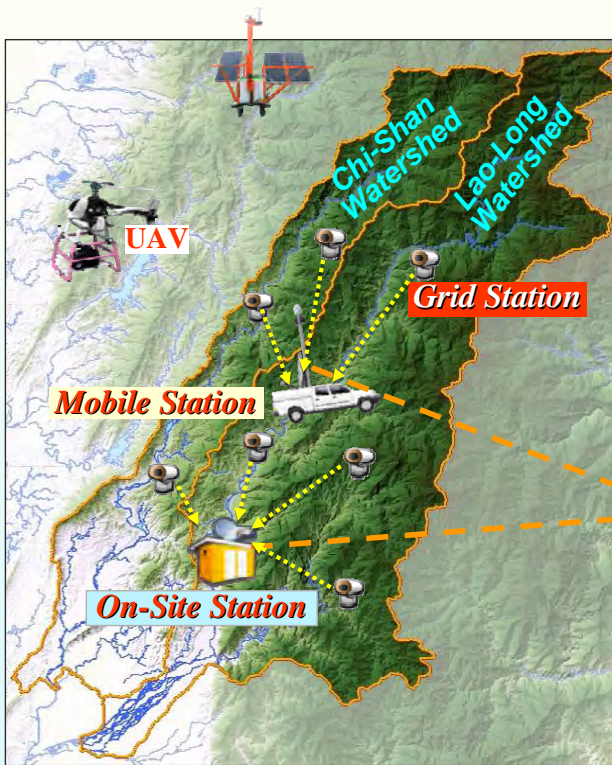 Chi-Shan
Watershed
Lao-Long
Watershed
UAV
Grid Station
Mobile Station
On-Site Station